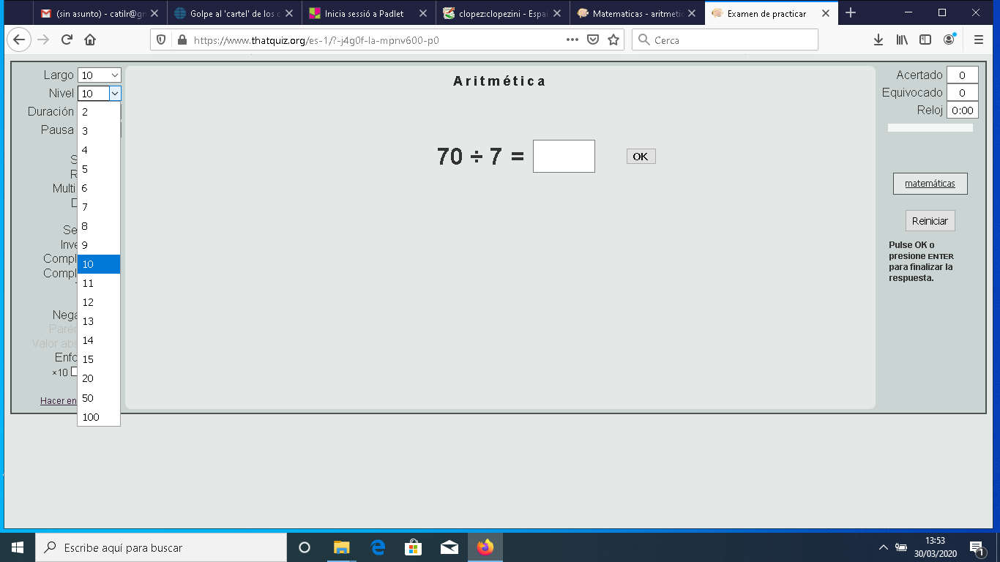 (sin asunto) - catilr@gr
Golpe al 'cartel' de los c
Inicia sessió a Padlet
clopez:clopezini - Espai
Matematicas - aritmetic
Examen de practicar
https://www.thatquiz.org/es-1/?-j4g0f-la-mpnv600-p0
Cerca
Largo 10
Nivel 10
Duración
Pausa
2
3
4
5
6
7
8
9
10
11
12
13
14
15
20
50
100
S
R
Multi
D
Se
Inve
Compl
Compl
Nega
Parén
Valor abs
Enfo
×10
Hacer en
Aritmética
70 ÷ 7 =
OK
Acertado 0
Equivocado 0
Reloj 0:00
matemáticas
Reiniciar
Pulse OK o
presione ENTER
para finalizar la
respuesta.
Escribe aquí para buscar
13:53
30/03/2020
1